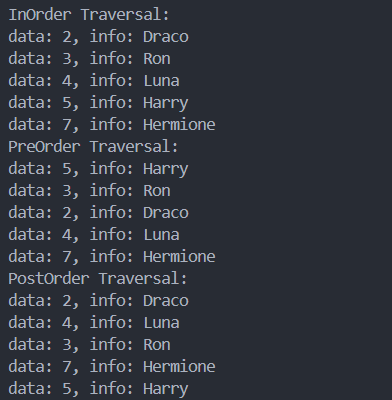 InOrder Traversal:
data: 2, info: Draco
data: 3, info: Ron
data: 4, info: Luna
data: 5, info: Harry
data: 7, info: Hermione
PreOrder Traversal:
data: 5, info: Harry
data: 3, info: Ron
data: 2, info: Draco
data: 4, info: Luna
data: 7, info: Hermione
PostOrder Traversal:
data: 2, info: Draco
data: 4, info: Luna
data: 3, info: Ron
data: 7, info: Hermione
data: 5, info: Harry